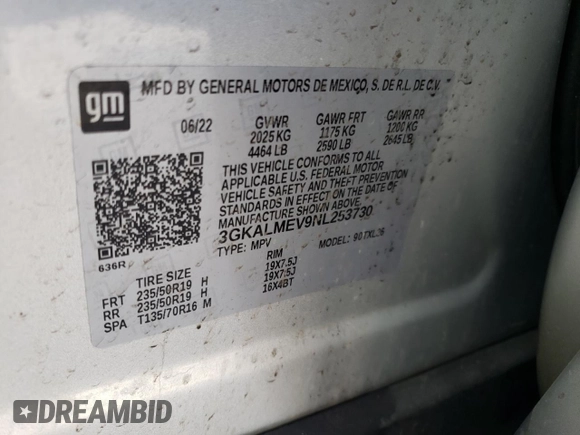 gm
MFD BY GENERAL MOTORS DE MEXICO, S. DE R.L. DE C.V.
06/22 GVWR GAWR FRT GAWR RR
2025 KG 1175 KG 1200 KG
4464 LB 2590 LB 2645 LB
THIS VEHICLE CONFORMS TO ALL
APPLICABLE U.S. FEDERAL MOTOR
VEHICLE SAFETY AND THEFT PREVENTION
STANDARDS IN EFFECT ON THE DATE OF
MANUFACTURE SHOWN ABOVE.
3GKALMEV9NL253730
TYPE: MPV MODEL:
636R
TIRE SIZE RIM
FRT 235/50R19 H 19X7.5J
RR 235/50R19 H 19X7.5J
SPA T135/70R16 M 16X4BT
DREAMBID